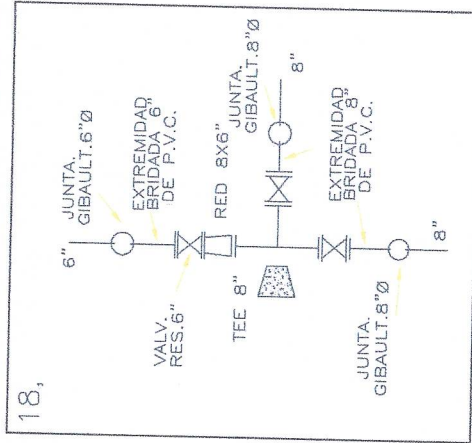 18,
6"
JUNTA.
GIBAULT.6"Ø
EXTREMIDAD
BRIDADA 6"
DE P.V.C.
VALV.
RES.6"
RED 8X6"
JUNTA.
GIBAULT.8"Ø
8"
TEE 8"
EXTREMIDAD
BRIDADA 8"
DE P.V.C.
JUNTA.
GIBAULT.8"Ø
8"